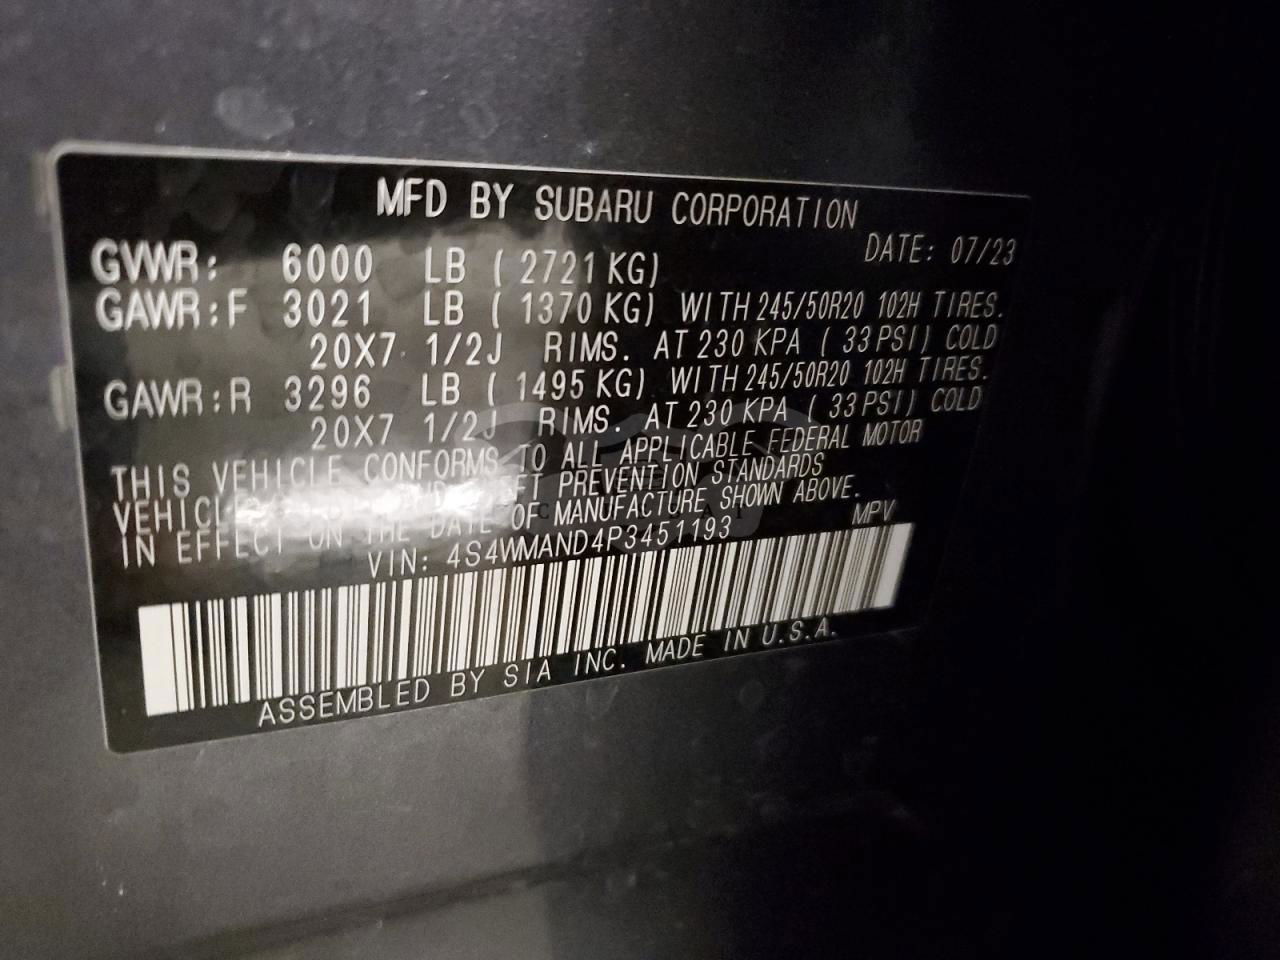 MFD BY SUBARU CORPORATION
DATE: 07/23
GVWR: 6000 LB ( 2721 KG)
GAWR:F 3021 LB ( 1370 KG) WITH 245/50R20 102H TIRES.
20X7 1/2J RIMS. AT 230 KPA ( 33 PSI) COLD
GAWR:R 3296 LB ( 1495 KG) WITH 245/50R20 102H TIRES.
20X7 1/2J RIMS. AT 230 KPA ( 33 PSI) COLD
THIS VEHICLE CONFORMS TO ALL APPLICABLE FEDERAL MOTOR
PREVENTION STANDARDS
IN EFFECT ON THE DATE OF MANUFACTURE SHOWN ABOVE.
VIN: 4S4WMAND4P3451193 MPV
ASSEMBLED BY SIA INC. MADE IN U.S.A.